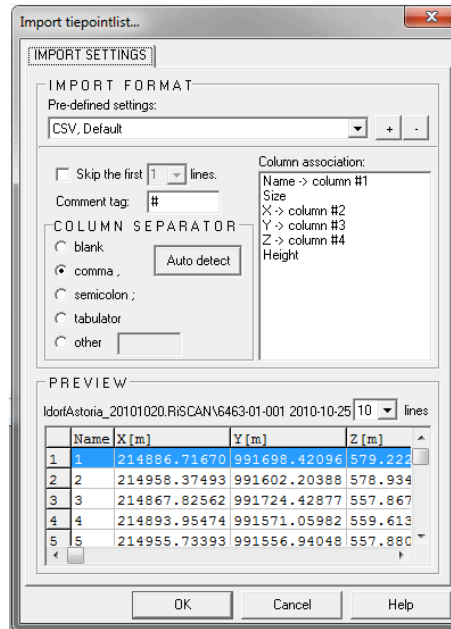 Import tiepointlist...
IMPORT SETTINGS
IMPORT FORMAT
Pre-defined settings:
CSV, Default
+ -
Skip the first 1 lines.
Comment tag: #
COLUMN SEPARATOR
blank
comma ,
Auto detect
semicolon ;
tabulator
other
Column association:
Name -> column #1
Size
X -> column #2
Y -> column #3
Z -> column #4
Height
PREVIEW
ldorfAstoria_20101020.RiSCAN\6463-01-001 2010-10-25 10 lines
Name X[m] Y[m] Z[m]
1 1 214886.71670 991698.42096 579.222
2 2 214958.37493 991602.20388 578.934
3 3 214867.82562 991724.42877 557.867
4 4 214893.95474 991571.05982 559.613
5 5 214955.73393 991556.94048 557.880
OK Cancel Help